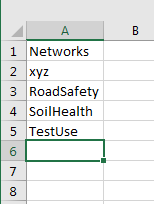 A B
1 Networks
2 xyz
3 RoadSafety
4 SoilHealth
5 TestUse
6
7
8